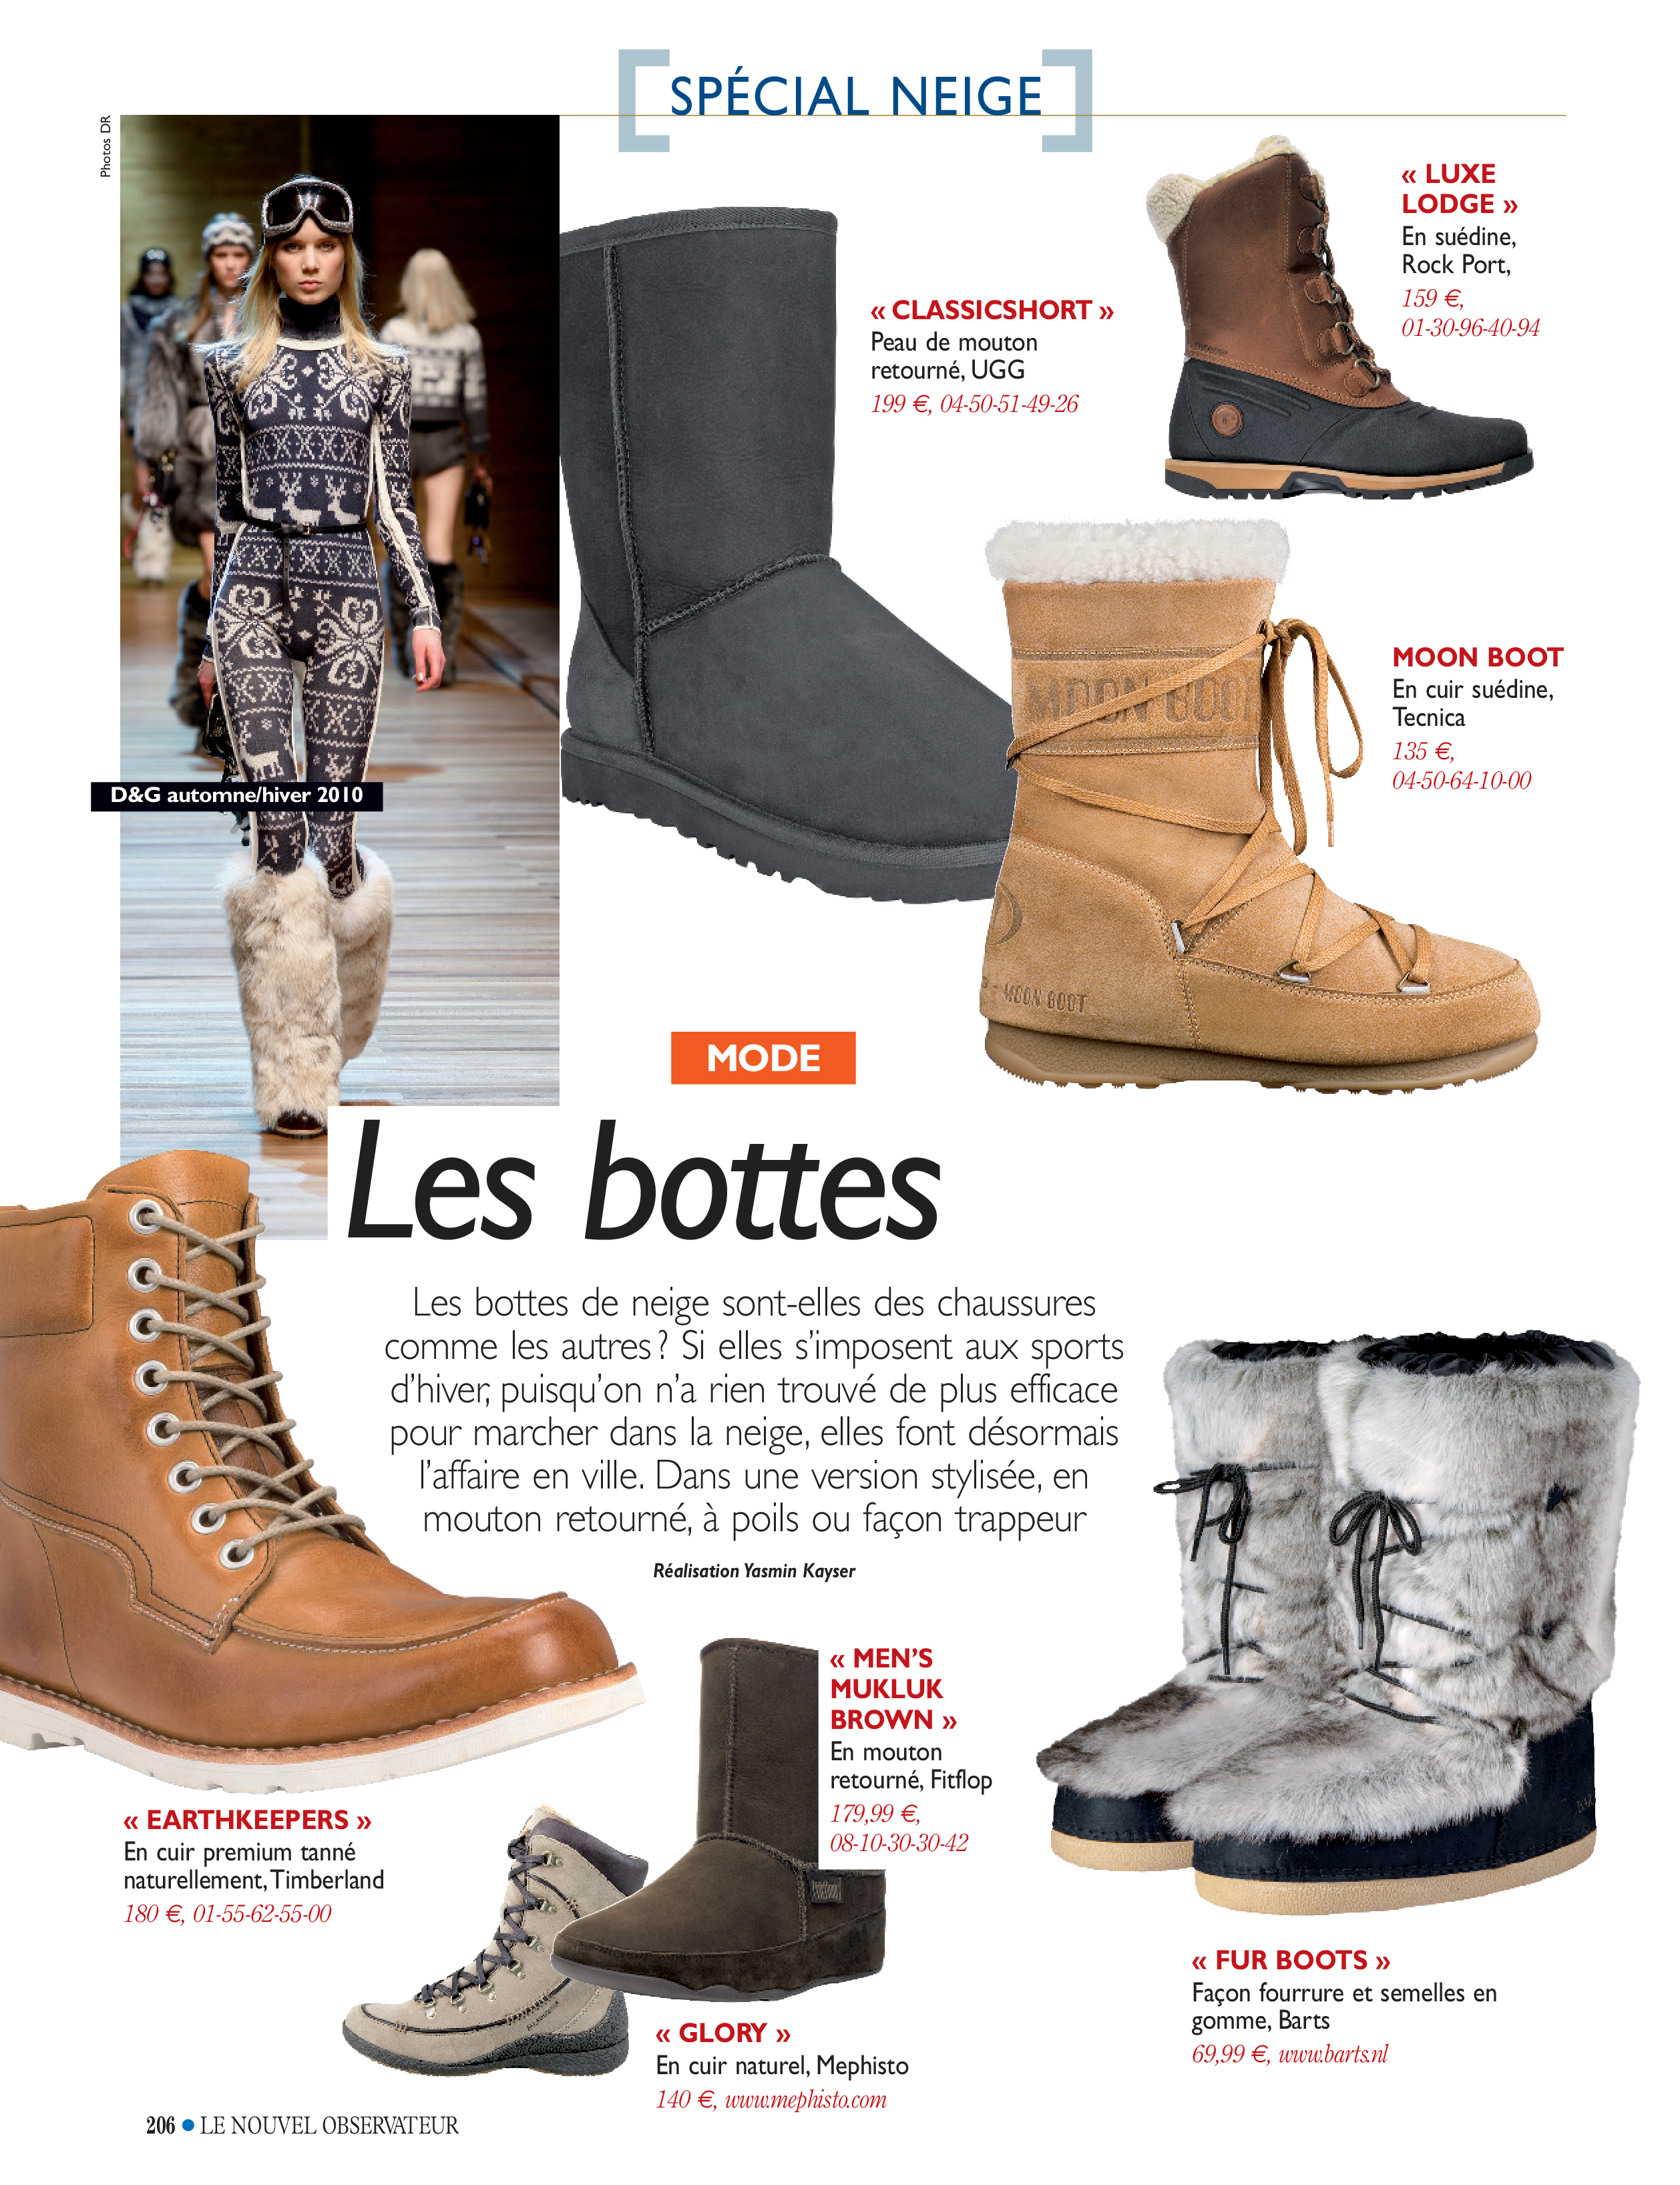 SPÉCIAL NEIGE
Photos DR
« LUXE
LODGE »
En suédine,
Rock Port,
159 €,
01-30-96-40-94
« CLASSICSHORT »
Peau de mouton
retourné, UGG
199 €, 04-50-51-49-26
MOON BOOT
En cuir suédine,
Tecnica
135 €,
04-50-64-10-00
MOON BOOT
- MOON BOOT
D&G automne/hiver 2010
MODE
Les bottes
Les bottes de neige sont-elles des chaussures
comme les autres ? Si elles s’imposent aux sports
d’hiver, puisqu’on n’a rien trouvé de plus efficace
pour marcher dans la neige, elles font désormais
l’affaire en ville. Dans une version stylisée, en
mouton retourné, à poils ou façon trappeur
Réalisation Yasmin Kayser
« MEN’S
MUKLUK
BROWN »
En mouton
retourné, Fitflop
179,99 €,
08-10-30-30-42
« EARTHKEEPERS »
En cuir premium tanné
naturellement, Timberland
180 €, 01-55-62-55-00
« FUR BOOTS »
Façon fourrure et semelles en
gomme, Barts
69,99 €, www.barts.nl
« GLORY »
En cuir naturel, Mephisto
140 €, www.mephisto.com
206 • LE NOUVEL OBSERVATEUR